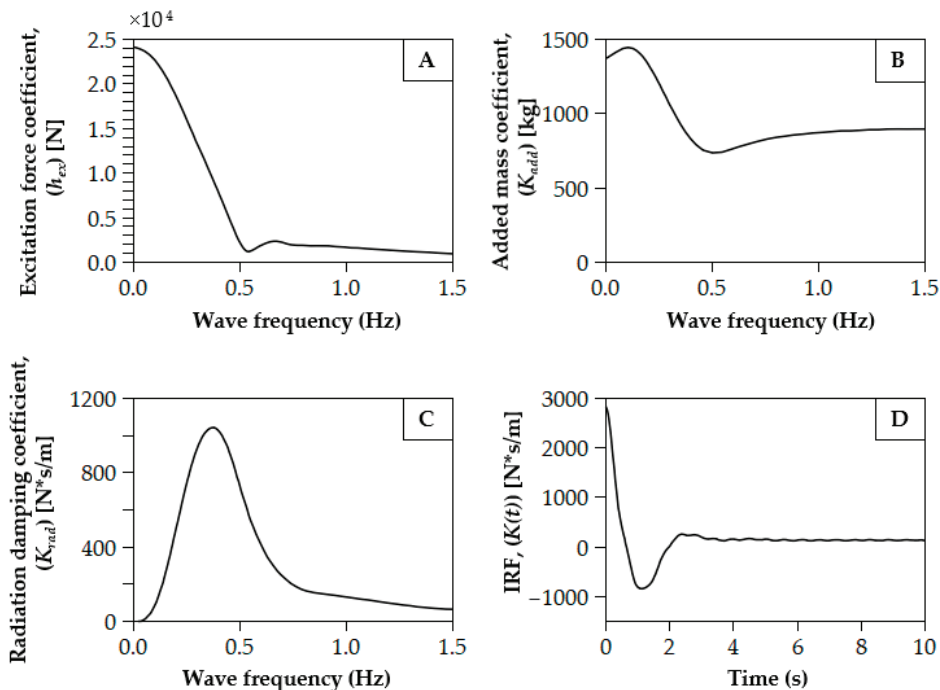 ×10⁴
Excitation force coefficient,
(h_ex) [N]
2.5
2.0
1.5
1.0
0.5
0.0
A
0.0 0.5 1.0 1.5
Wave frequency (Hz)
Added mass coefficient,
(K_add) [kg]
1500
1000
500
0
B
0.0 0.5 1.0 1.5
Wave frequency (Hz)
Radiation damping coefficient,
(K_rad) [N*s/m]
1200
800
400
0
C
0.0 0.5 1.0 1.5
Wave frequency (Hz)
IRF, (K(t)) [N*s/m]
3000
2000
1000
0
−1000
D
0 2 4 6 8 10
Time (s)